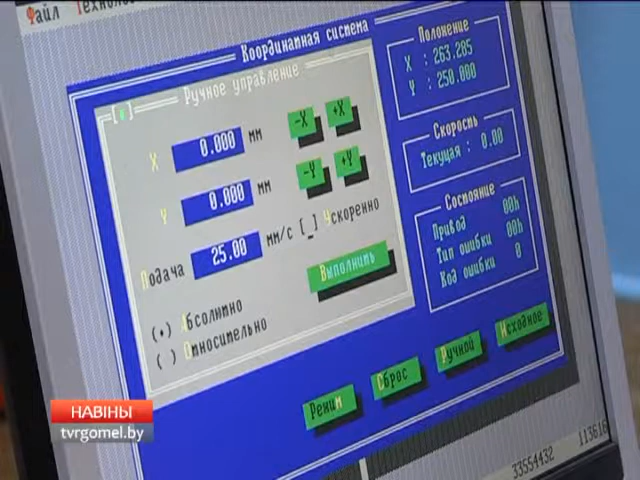 Файл
Координатная система
Ручное управление
X 0.000 мм -X +X
Y 0.000 мм -Y +Y
Подача 25.00 мм/с [_] Ускоренно
Выполнить
(•) Абсолютно
( ) Относительно
Положение
X : 263.285
Y : 250.000
Скорость
Текущая : 0.00
Состояние
Привод 00h
Тип ошибки 00h
Код ошибки 0
Режим Сброс Ручной Исходное
33554432 113616
НАВІНЫ
tvrgomel.by